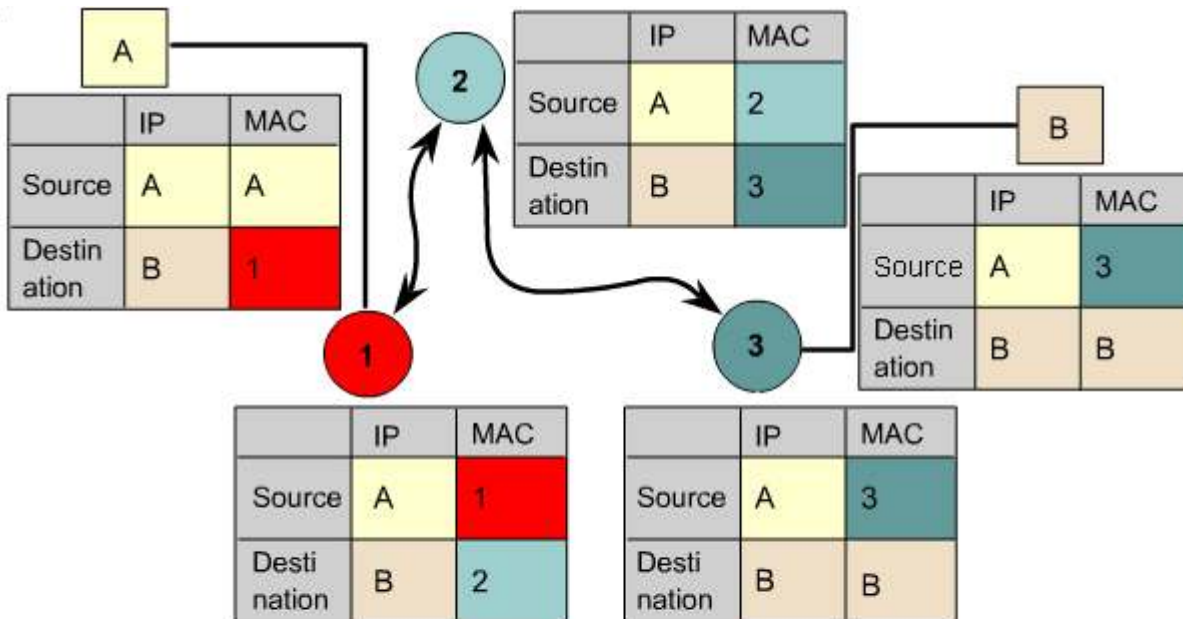 A
IP MAC
Source A A
Destin
ation B 1
2
IP MAC
Source A 2
Destin
ation B 3
B
IP MAC
Source A 3
Destin
ation B B
1
IP MAC
Source A 1
Desti
nation B 2
3
IP MAC
Source A 3
Desti
nation B B